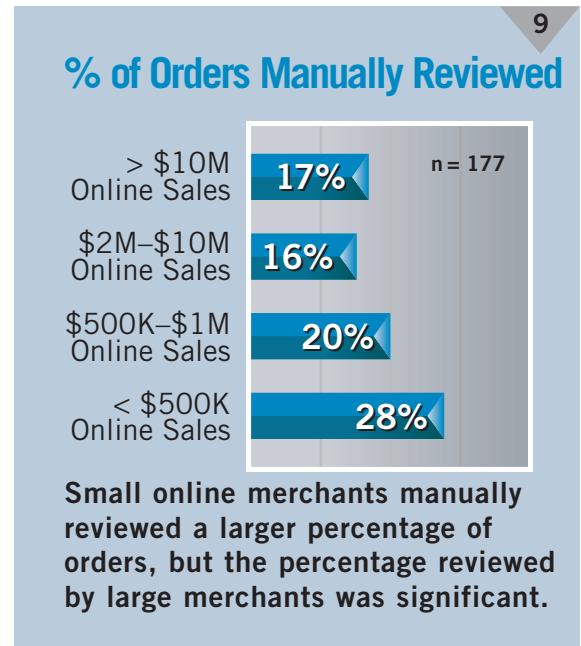 9
% of Orders Manually Reviewed
> $10M
Online Sales
17%
n = 177
$2M–$10M
Online Sales
16%
$500K–$1M
Online Sales
20%
< $500K
Online Sales
28%
Small online merchants manually
reviewed a larger percentage of
orders, but the percentage reviewed
by large merchants was significant.